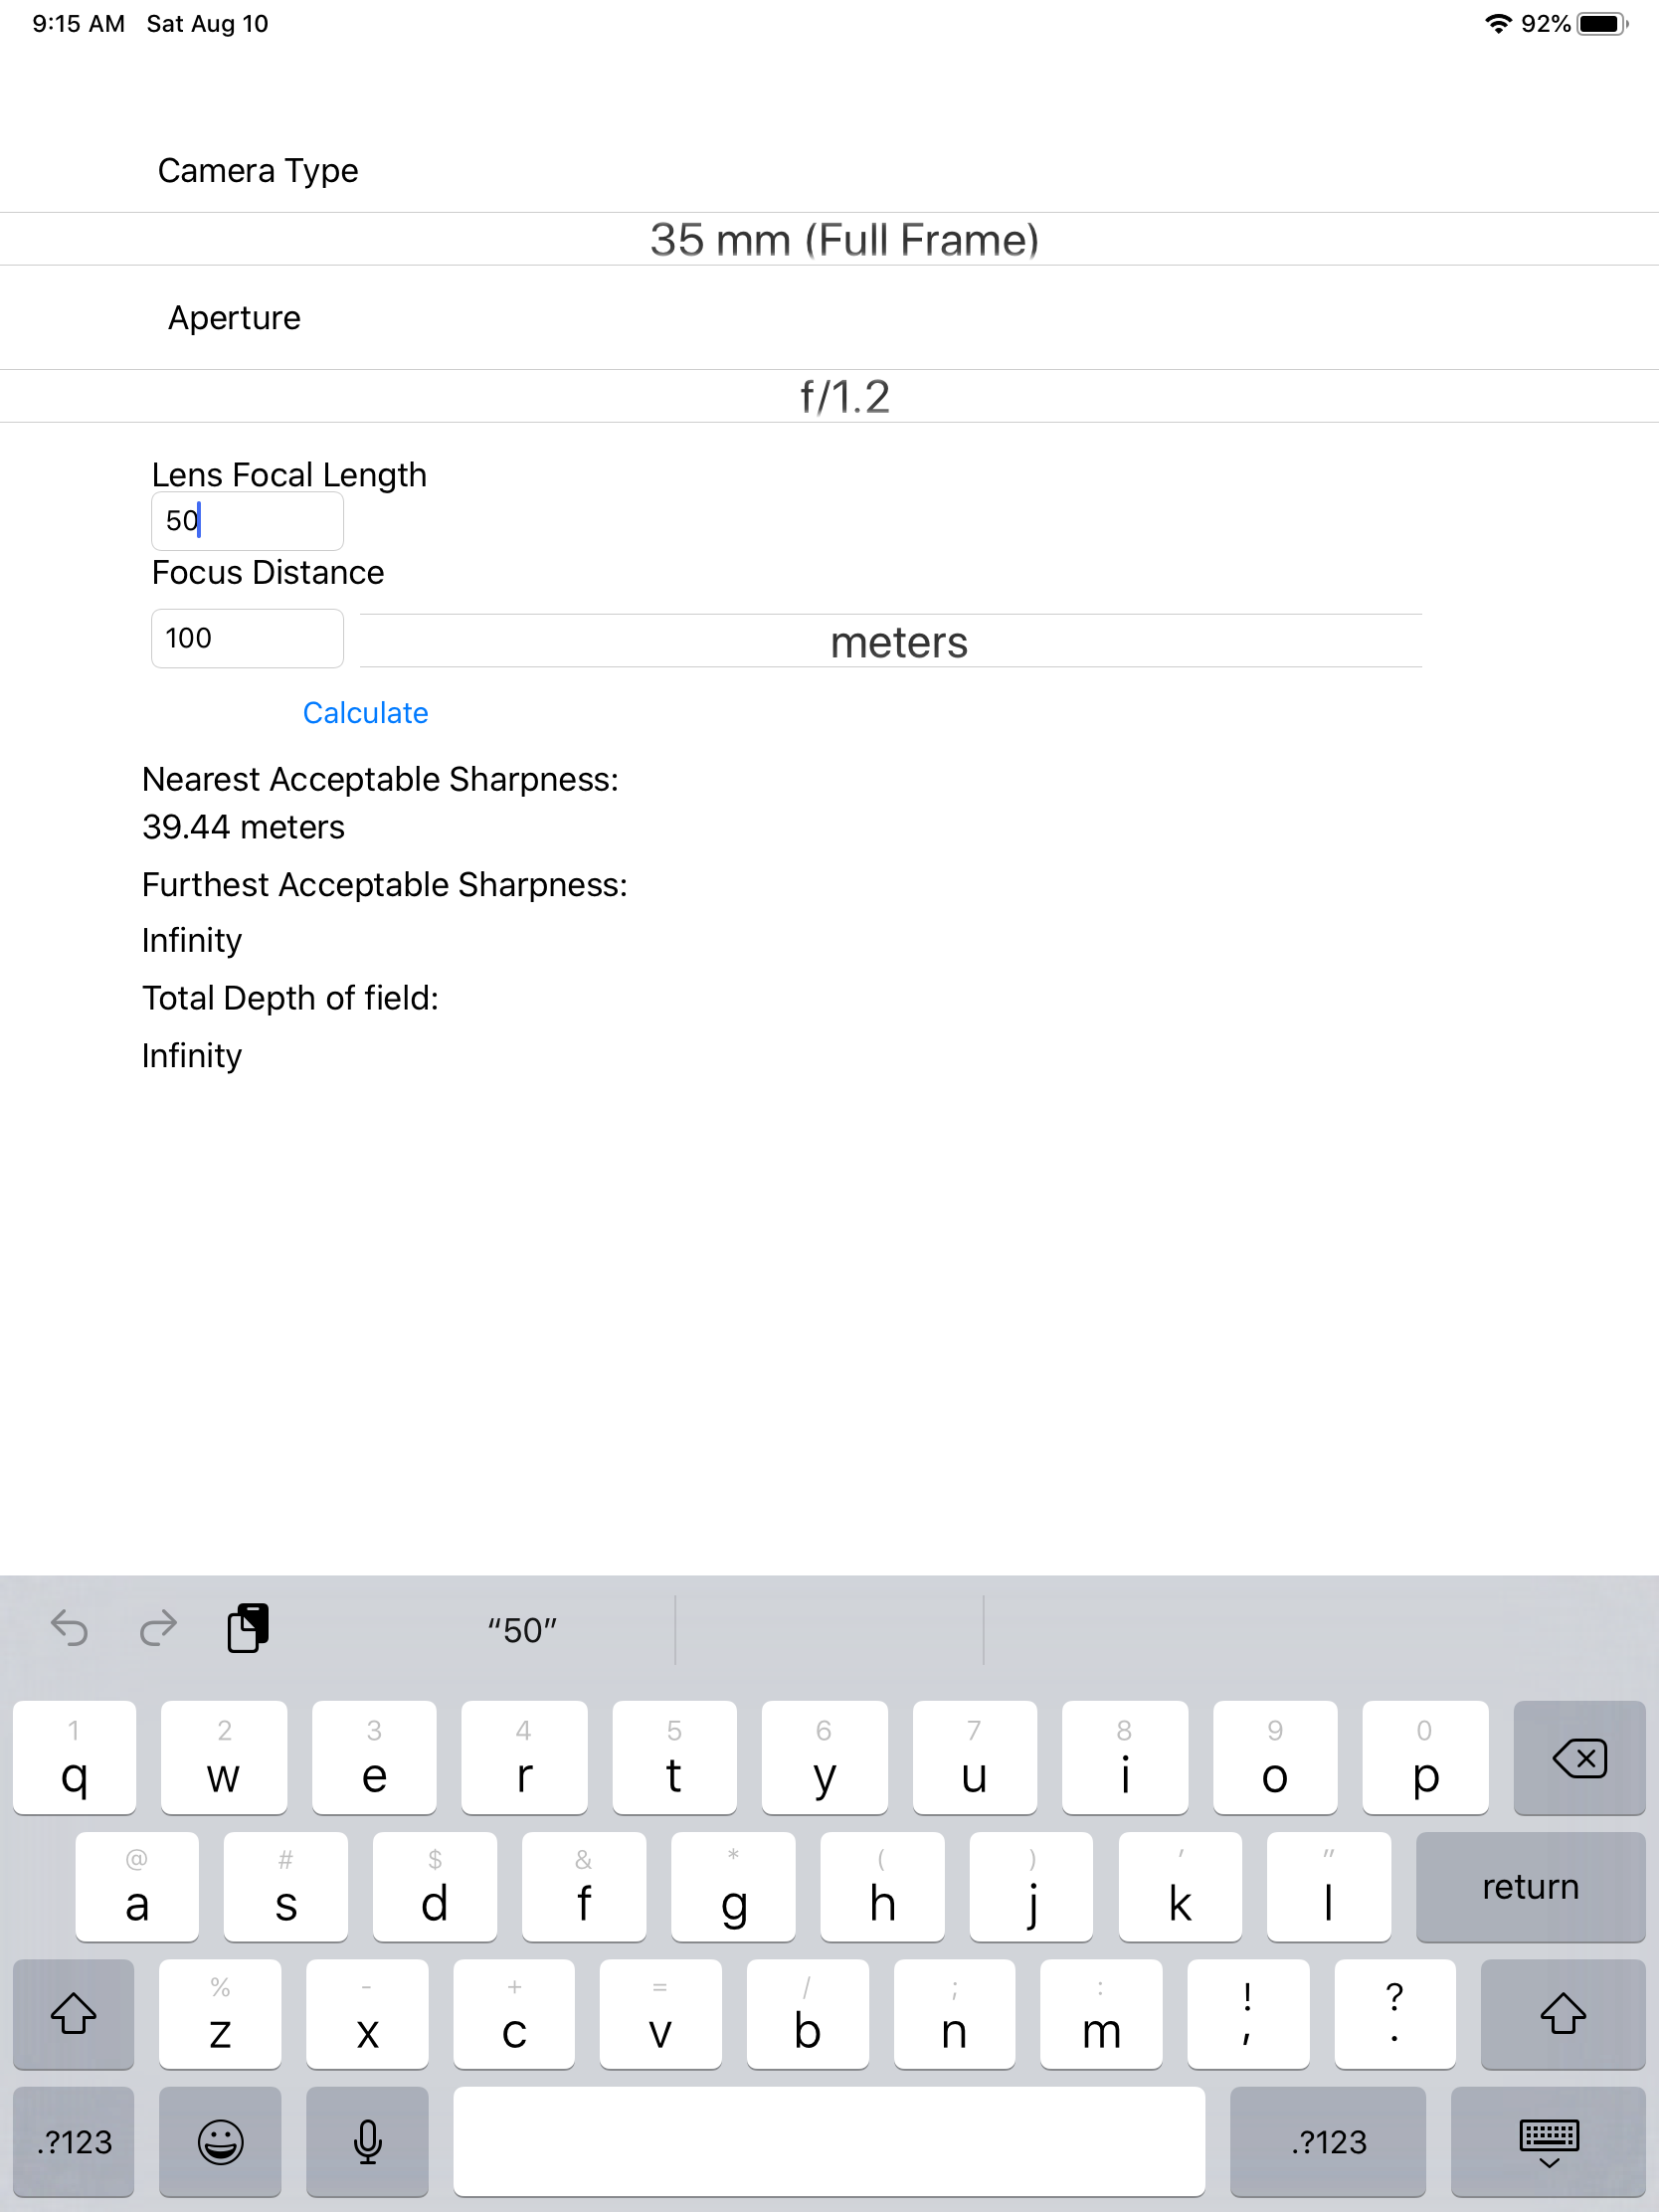 9:15 AM Sat Aug 10 92%
Camera Type
35 mm (Full Frame)
Aperture
f/1.2
Lens Focal Length
50
Focus Distance
100 meters
Calculate
Nearest Acceptable Sharpness:
39.44 meters
Furthest Acceptable Sharpness:
Infinity
Total Depth of field:
Infinity
“50”
1 2 3 4 5 6 7 8 9 0
q w e r t y u i o p
@ # $ & * ( ) ' "
a s d f g h j k l return
% - + = / ; : ! ?
z x c v b n m , .
.?123 .?123